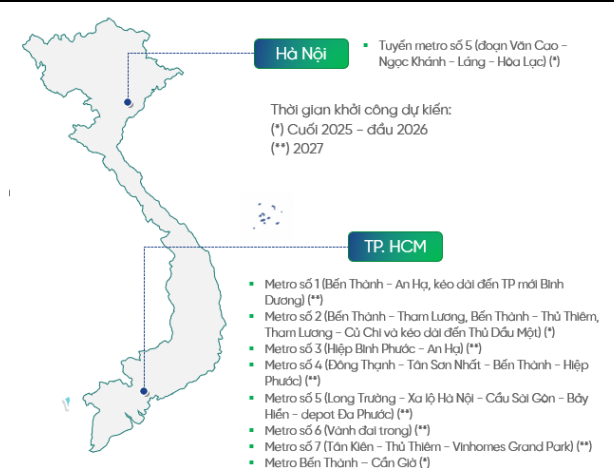 Hà Nội
Tuyến metro số 5 (đoạn Văn Cao –
Ngọc Khánh – Láng – Hòa Lạc) (*)
Thời gian khởi công dự kiến:
(*) Cuối 2025 – đầu 2026
(**) 2027
TP. HCM
Metro số 1 (Bến Thành – An Hạ, kéo dài đến TP mới Bình
Dương) (**)
Metro số 2 (Bến Thành – Tham Lương, Bến Thành – Thủ Thiêm,
Tham Lương – Củ Chi và kéo dài đến Thủ Dầu Một) (*)
Metro số 3 (Hiệp Bình Phước – An Hạ) (**)
Metro số 4 (Đông Thạnh – Tân Sơn Nhất – Bến Thành – Hiệp
Phước) (**)
Metro số 5 (Long Trường – Xa lộ Hà Nội – Cầu Sài Gòn – Bảy
Hiền – depot Đa Phước) (**)
Metro số 6 (Vành đai trong) (**)
Metro số 7 (Tân Kiên – Thủ Thiêm – Vinhomes Grand Park) (**)
Metro Bến Thành – Cần Giờ (*)